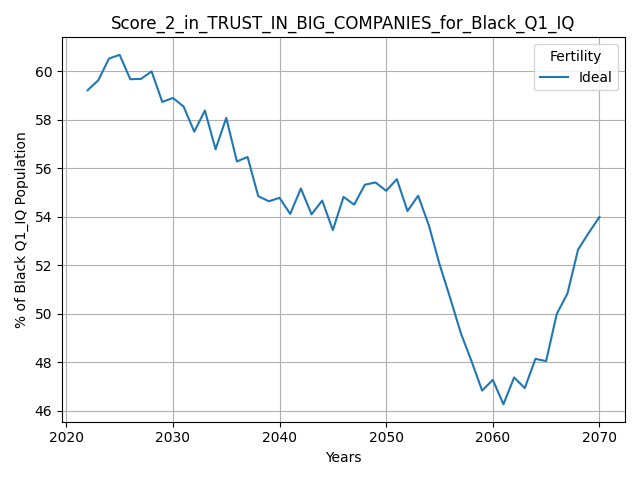 Score_2_in_TRUST_IN_BIG_COMPANIES_for_Black_Q1_IQ
Fertility
Ideal
% of Black Q1_IQ Population
60
58
56
54
52
50
48
46
2020
2030
2040
2050
2060
2070
Years